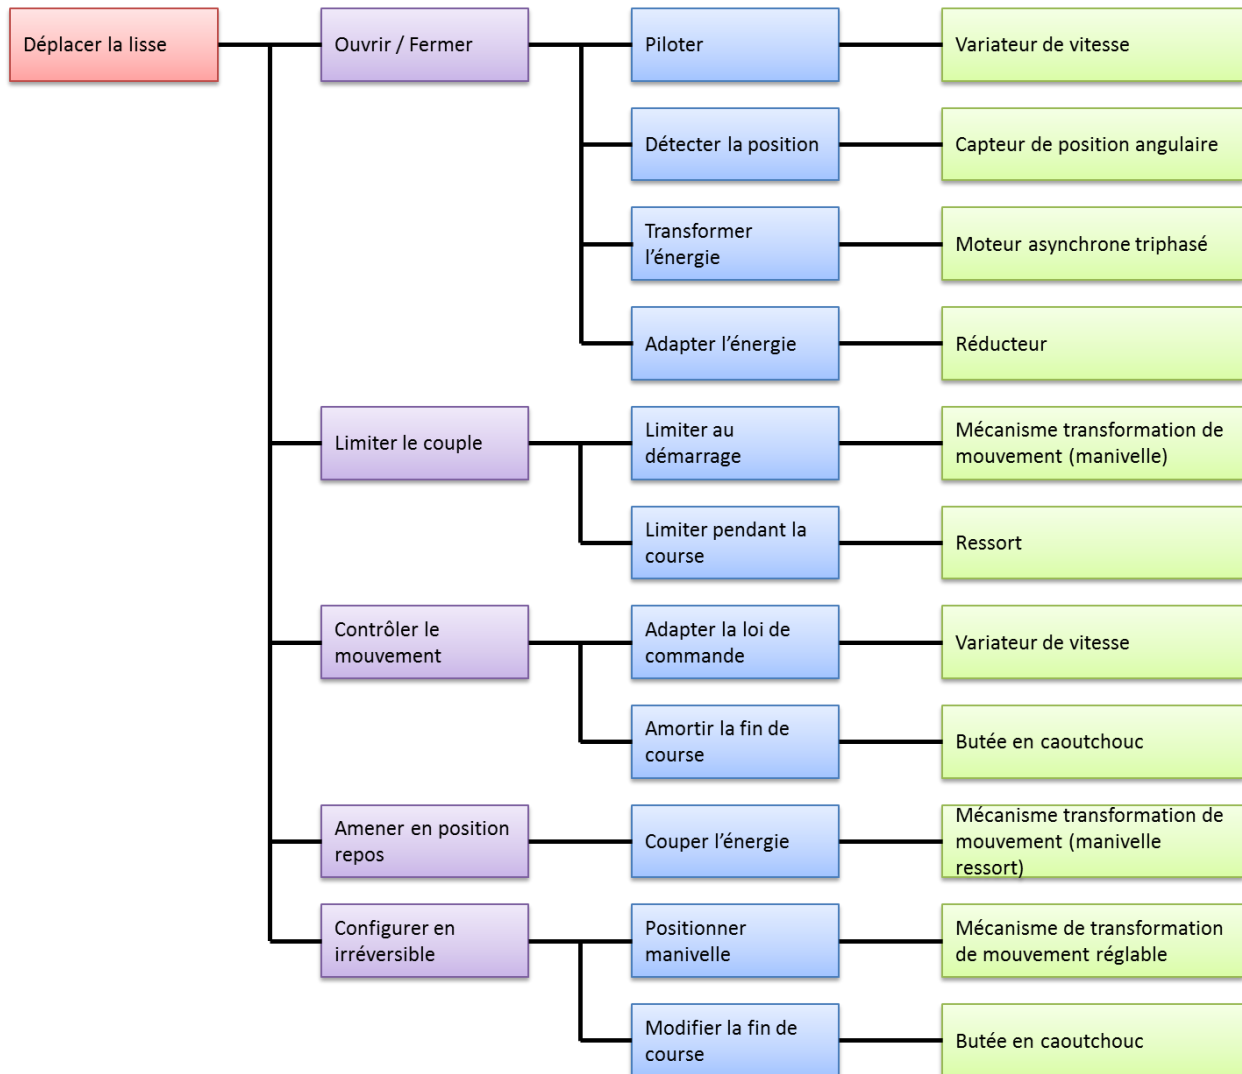 Déplacer la lisse
Ouvrir / Fermer
Piloter
Variateur de vitesse
Détecter la position
Capteur de position angulaire
Transformer
l’énergie
Moteur asynchrone triphasé
Adapter l’énergie
Réducteur
Limiter le couple
Limiter au
démarrage
Mécanisme transformation de
mouvement (manivelle)
Limiter pendant la
course
Ressort
Contrôler le
mouvement
Adapter la loi de
commande
Variateur de vitesse
Amortir la fin de
course
Butée en caoutchouc
Amener en position
repos
Couper l’énergie
Mécanisme transformation de
mouvement (manivelle
ressort)
Configurer en
irréversible
Positionner
manivelle
Mécanisme de transformation
de mouvement réglable
Modifier la fin de
course
Butée en caoutchouc